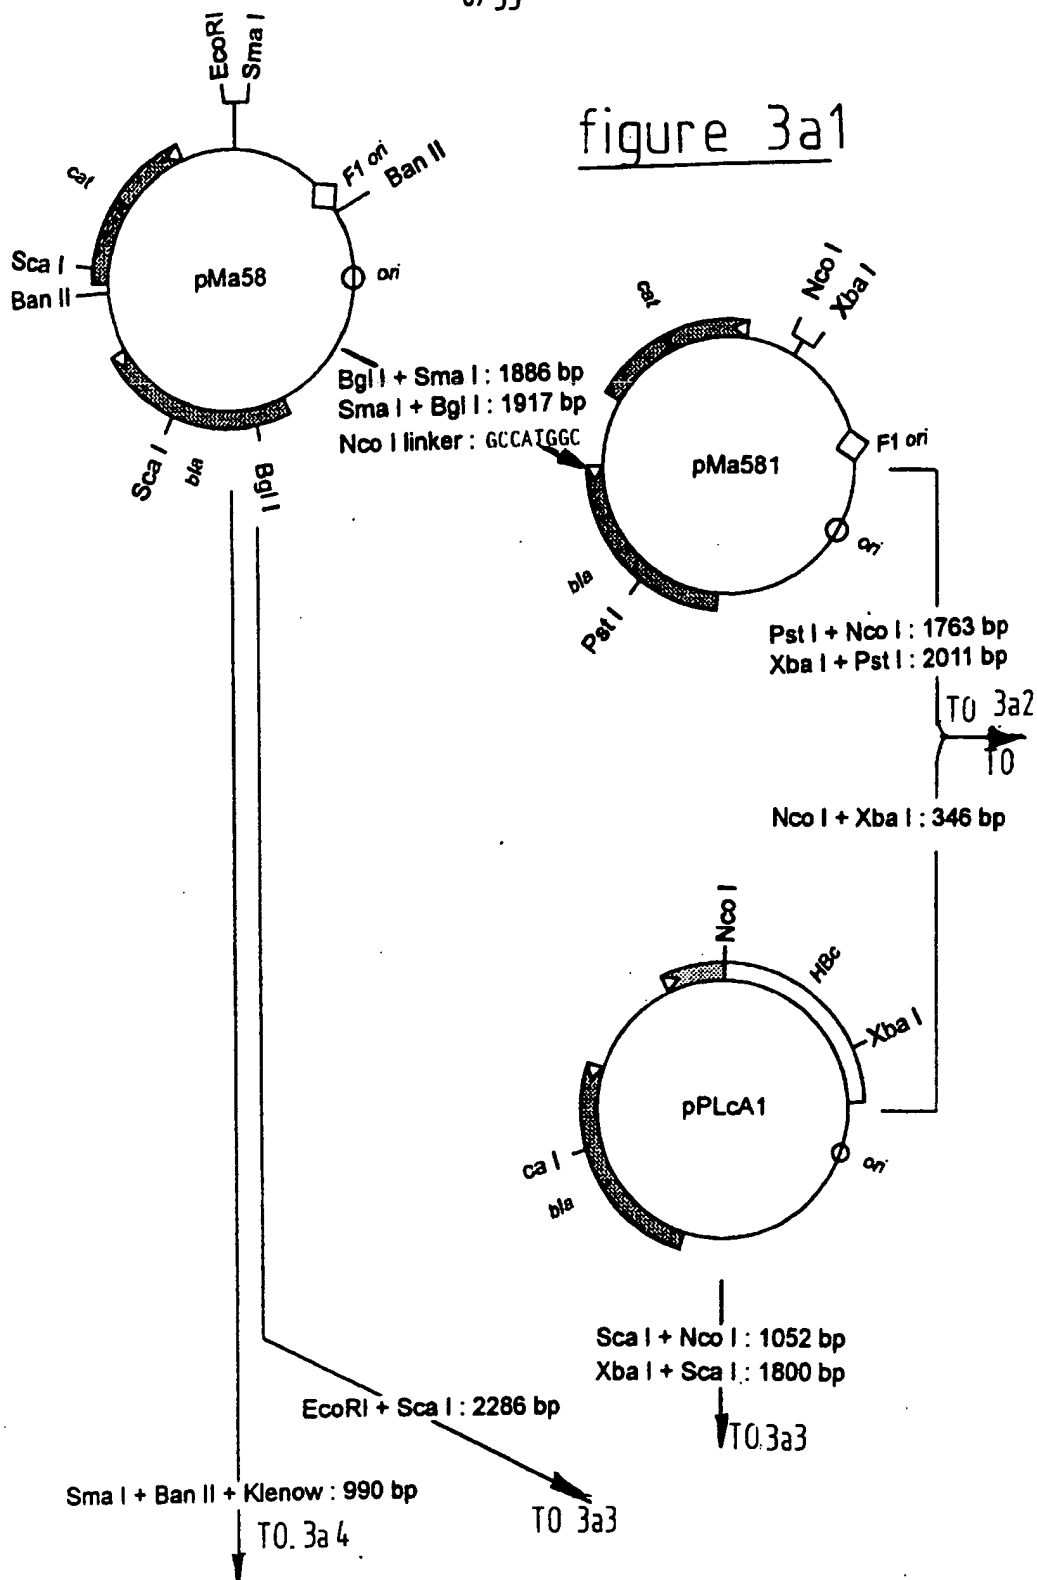 figure 3a1
EcoRI
Sma I
cat
F1 ori
Ban II
Sca I
Ban II
pMa58
ori
Sca I
bla
Bgl I
Bgl I + Sma I : 1886 bp
Sma I + Bgl I : 1917 bp
Nco I linker : GCCATGGC
cat
Nco I
Xba I
pMa581
F1 ori
ori
bla
Pst I
Pst I + Nco I : 1763 bp
Xba I + Pst I : 2011 bp
TO 3a2
TO
Nco I + Xba I : 346 bp
Nco I
HBc
Xba I
pPLcA1
ca I
bla
ori
Sca I + Nco I : 1052 bp
Xba I + Sca I : 1800 bp
TO.3a3
EcoRI + Sca I : 2286 bp
TO 3a3
Sma I + Ban II + Klenow : 990 bp
TO. 3a4